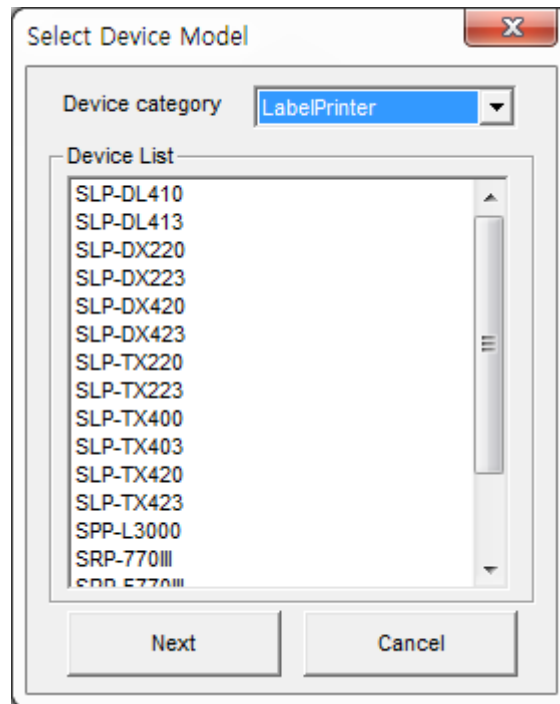 Select Device Model
Device category
LabelPrinter
Device List
SLP-DL410
SLP-DL413
SLP-DX220
SLP-DX223
SLP-DX420
SLP-DX423
SLP-TX220
SLP-TX223
SLP-TX400
SLP-TX403
SLP-TX420
SLP-TX423
SPP-L3000
SRP-770III
Next
Cancel